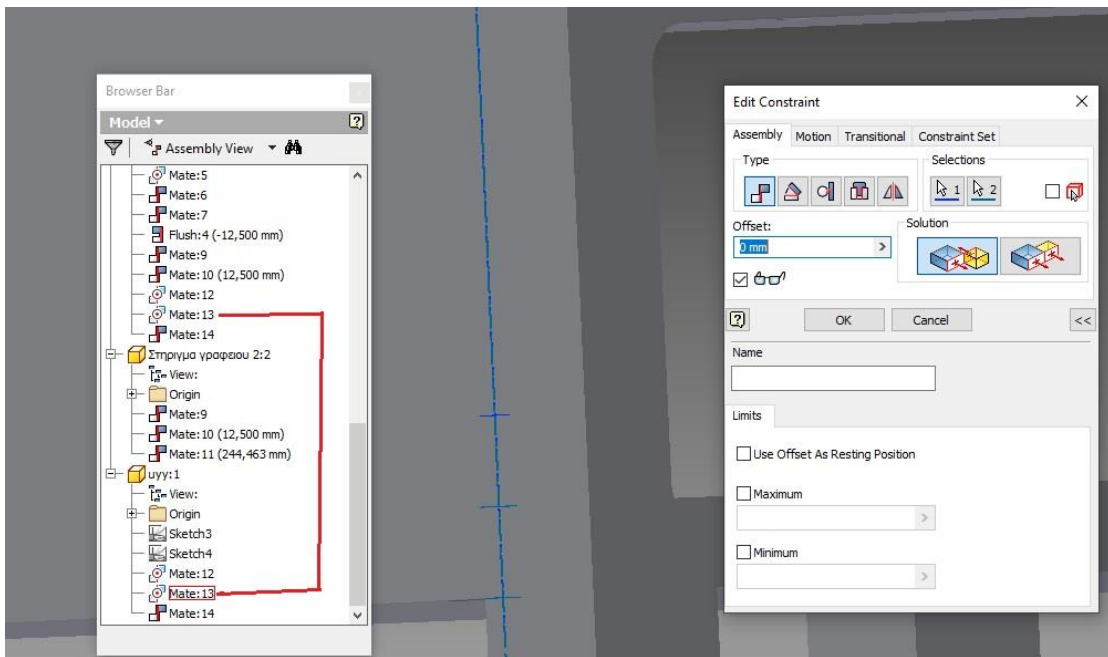 Browser Bar
Model
Assembly View
Mate:5
Mate:6
Mate:7
Flush:4 (-12,500 mm)
Mate:9
Mate:10 (12,500 mm)
Mate:12
Mate:13
Mate:14
Στηριγμα γραφειου 2:2
View:
Origin
Mate:9
Mate:10 (12,500 mm)
Mate:11 (244,463 mm)
uyy:1
View:
Origin
Sketch3
Sketch4
Mate:12
Mate:13
Mate:14
Edit Constraint
Assembly Motion Transitional Constraint Set
Type
Selections
1 2
Offset:
Solution
0 mm
OK Cancel <<
Name
Limits
Use Offset As Resting Position
Maximum
Minimum